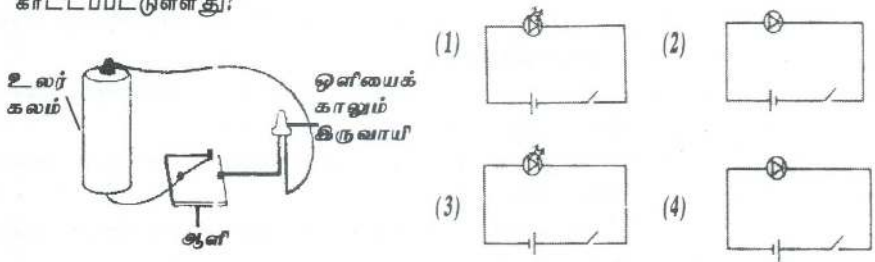 காட்டப்பட்டுள்ளது?
(1)
(2)
உலர்
கலம்
ஒளியைக்
காலும்
இருவாயி
ஆளி
(3)
(4)